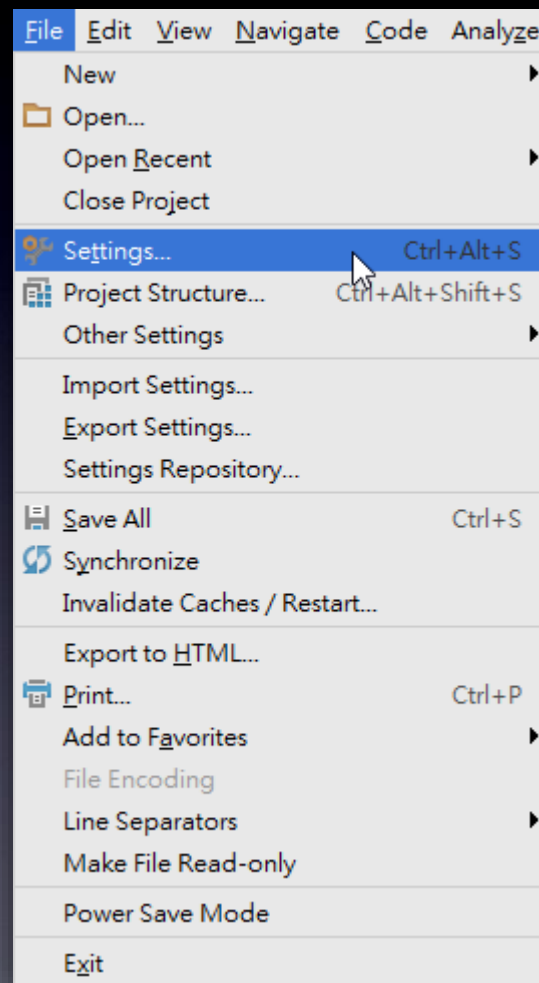 File Edit View Navigate Code Analyze
New
Open...
Open Recent
Close Project
Settings... Ctrl+Alt+S
Project Structure... Ctrl+Alt+Shift+S
Other Settings
Import Settings...
Export Settings...
Settings Repository...
Save All Ctrl+S
Synchronize
Invalidate Caches / Restart...
Export to HTML...
Print... Ctrl+P
Add to Favorites
File Encoding
Line Separators
Make File Read-only
Power Save Mode
Exit